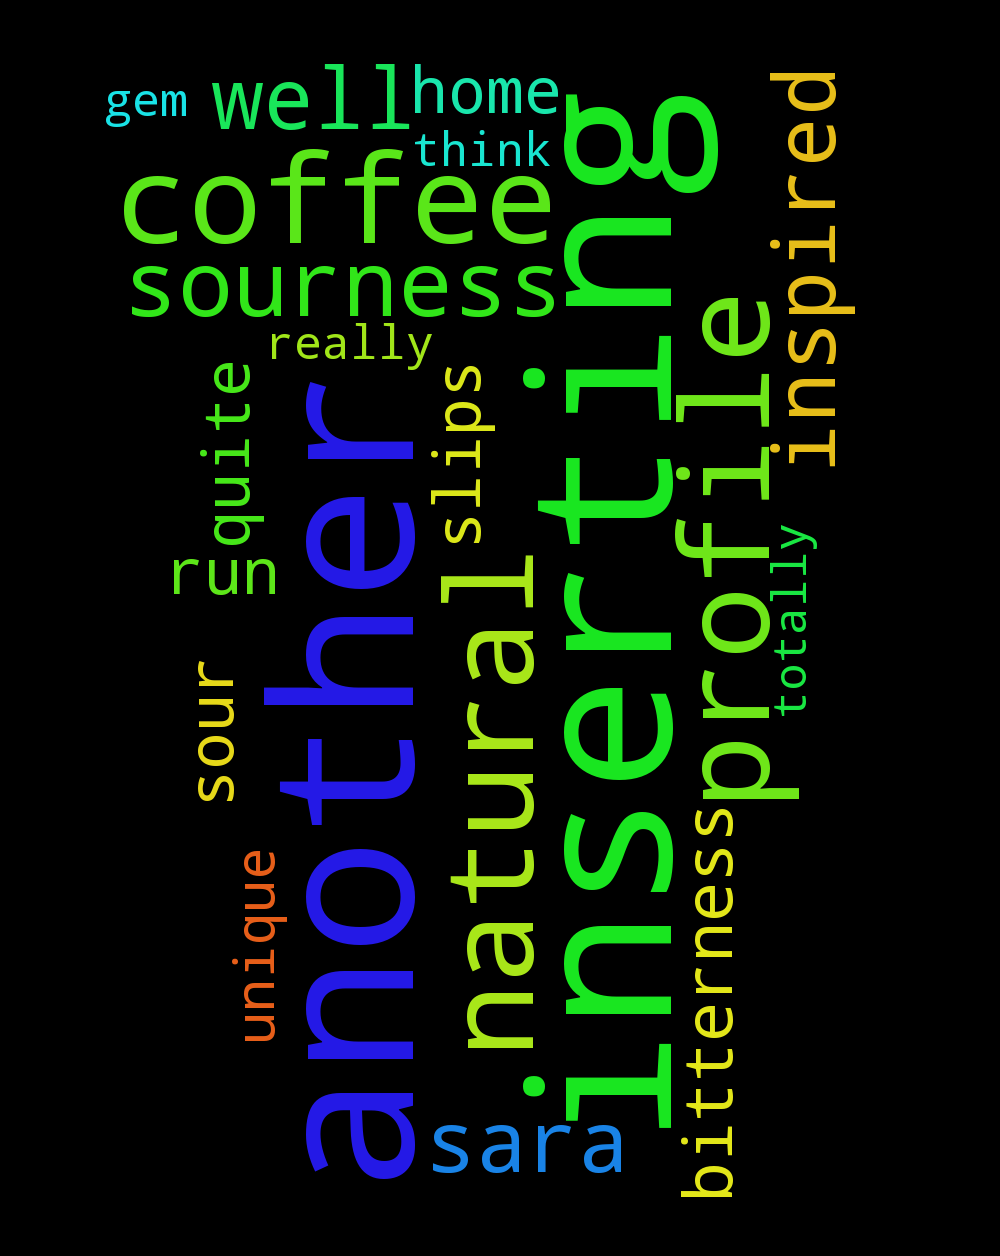 gem
well
home
think
coffee
sourness
really
inspired
quite
slips
run
another
natural
inserting
profile
totally
sour
unique
bitterness
sara